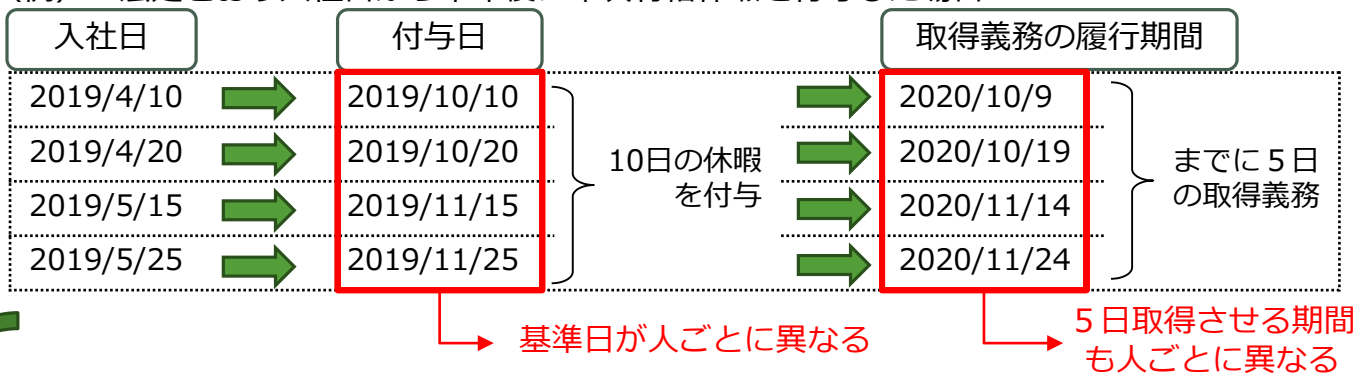 入社日 付与日 取得義務の履行期間
2019/4/10 2019/10/10 2020/10/9
2019/4/20 2019/10/20 2020/10/19
2019/5/15 2019/11/15 2020/11/14
2019/5/25 2019/11/25 2020/11/24
10日の休暇
を付与
までに５日
の取得義務
基準日が人ごとに異なる
５日取得させる期間
も人ごとに異なる